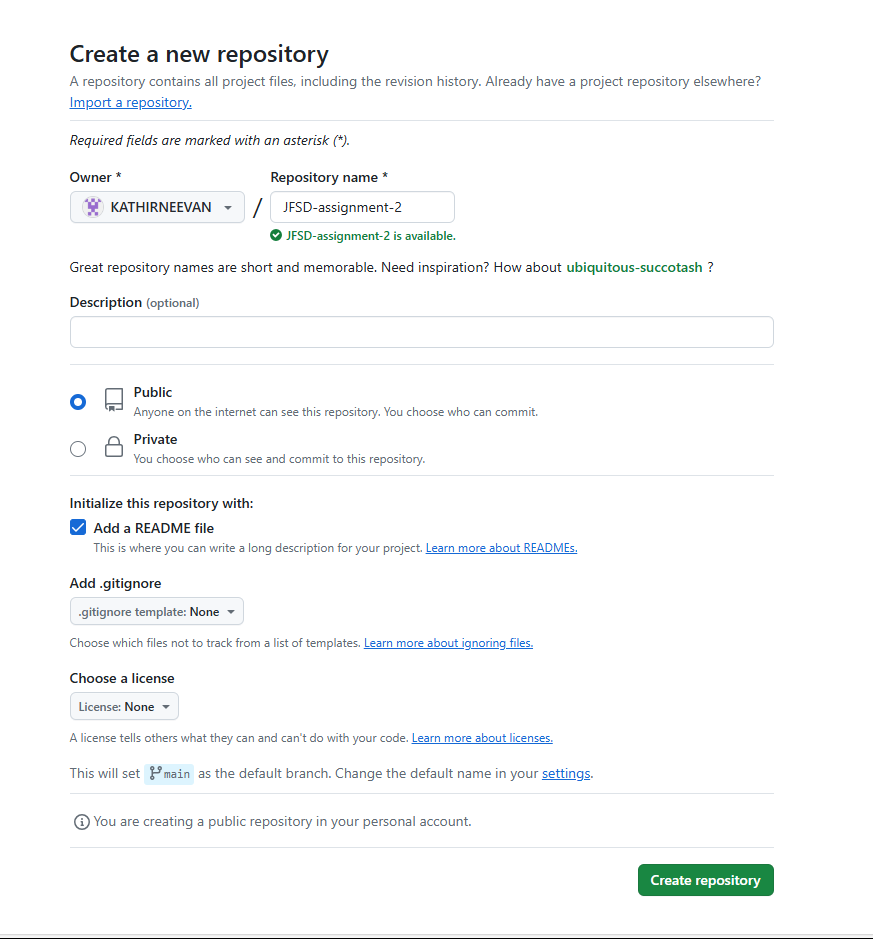 Create a new repository
A repository contains all project files, including the revision history. Already have a project repository elsewhere?
Import a repository.
Required fields are marked with an asterisk (*).
Owner *
Repository name *
KATHIRNEEVAN
/
JFSD-assignment-2
JFSD-assignment-2 is available.
Great repository names are short and memorable. Need inspiration? How about ubiquitous-succotash ?
Description (optional)
Public
Anyone on the internet can see this repository. You choose who can commit.
Private
You choose who can see and commit to this repository.
Initialize this repository with:
Add a README file
This is where you can write a long description for your project. Learn more about READMEs.
Add .gitignore
.gitignore template: None
Choose which files not to track from a list of templates. Learn more about ignoring files.
Choose a license
License: None
A license tells others what they can and can't do with your code. Learn more about licenses.
This will set main as the default branch. Change the default name in your settings.
You are creating a public repository in your personal account.
Create repository